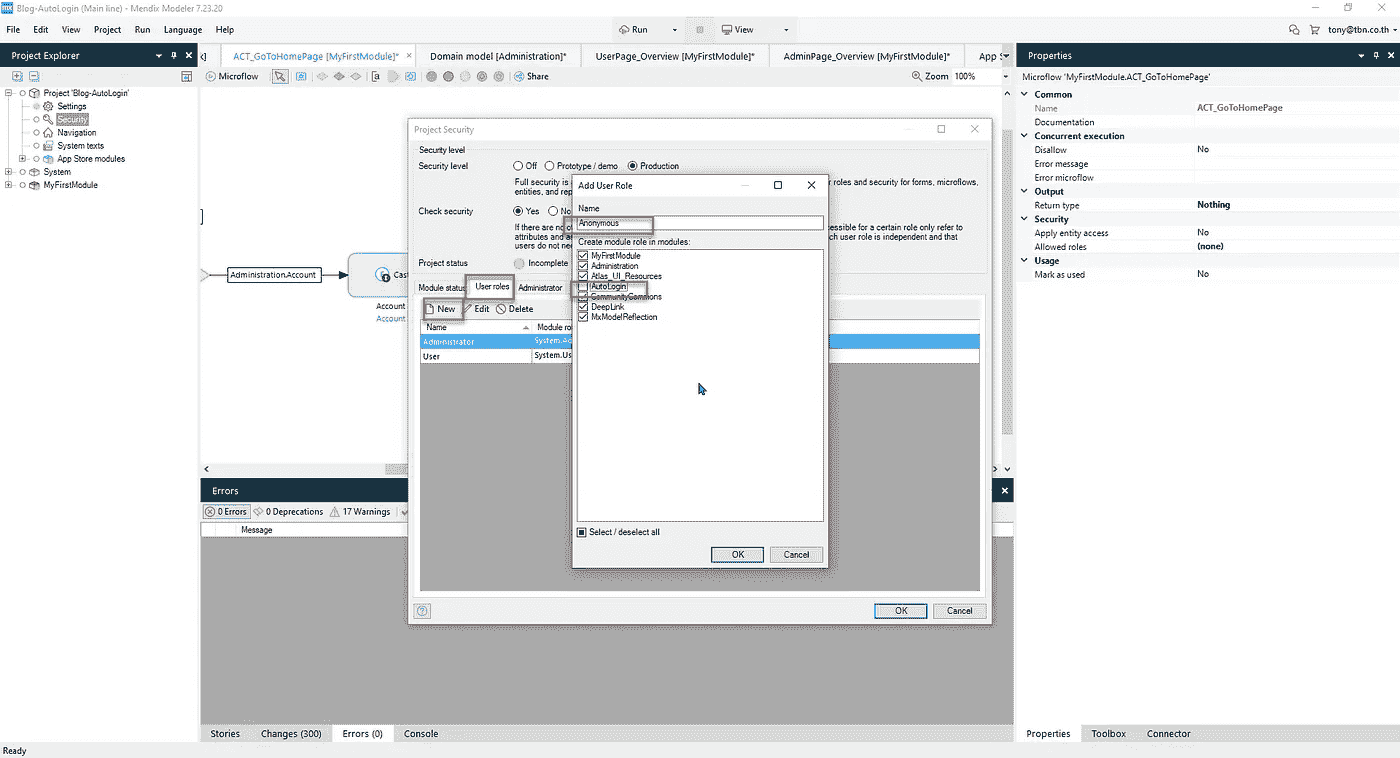 Blog-AutoLogin (Main line) - Mendix Modeler 7.23.20
File Edit View Project Run Language Help
Run View
tony@tbn.co.th
Project Explorer
ACT_GoToHomePage [MyFirstModule]* × Domain model [Administration]* UserPage_Overview [MyFirstModule]* AdminPage_Overview [MyFirstModule]* App S
Properties
Microflow
Share
Zoom 100%
Microflow 'MyFirstModule.ACT_GoToHomePage'
Project 'Blog-AutoLogin'
Settings
Security
Navigation
System texts
App Store modules
System
MyFirstModule
Common
Name ACT_GoToHomePage
Documentation
Concurrent execution
Disallow No
Error message
Error microflow
Output
Return type Nothing
Security
Apply entity access No
Allowed roles (none)
Usage
Mark as used No
Administration.Account
Cast
Account
Account
Project Security
Security level
Security level Off Prototype / demo Production
Full security is
r roles and security for forms, microflows,
entities, and rep
Check security Yes No
If there are no
essible for a certain role only refer to
attributes and a
ch user role is independent and that
users do not nee
Project status Incomplete
Module status User roles Administrator
New Edit Delete
Name Module ro
Administrator System.Ad
User System.Us
OK Cancel
Add User Role
Name
Anonymous
Create module role in modules:
MyFirstModule
Administration
Atlas_UI_Resources
AutoLogin
CommunityCommons
DeepLink
MxModelReflection
Select / deselect all
OK Cancel
Errors
0 Errors 0 Deprecations 17 Warnings
Message
Stories Changes (300) Errors (0) Console
Properties Toolbox Connector
Ready